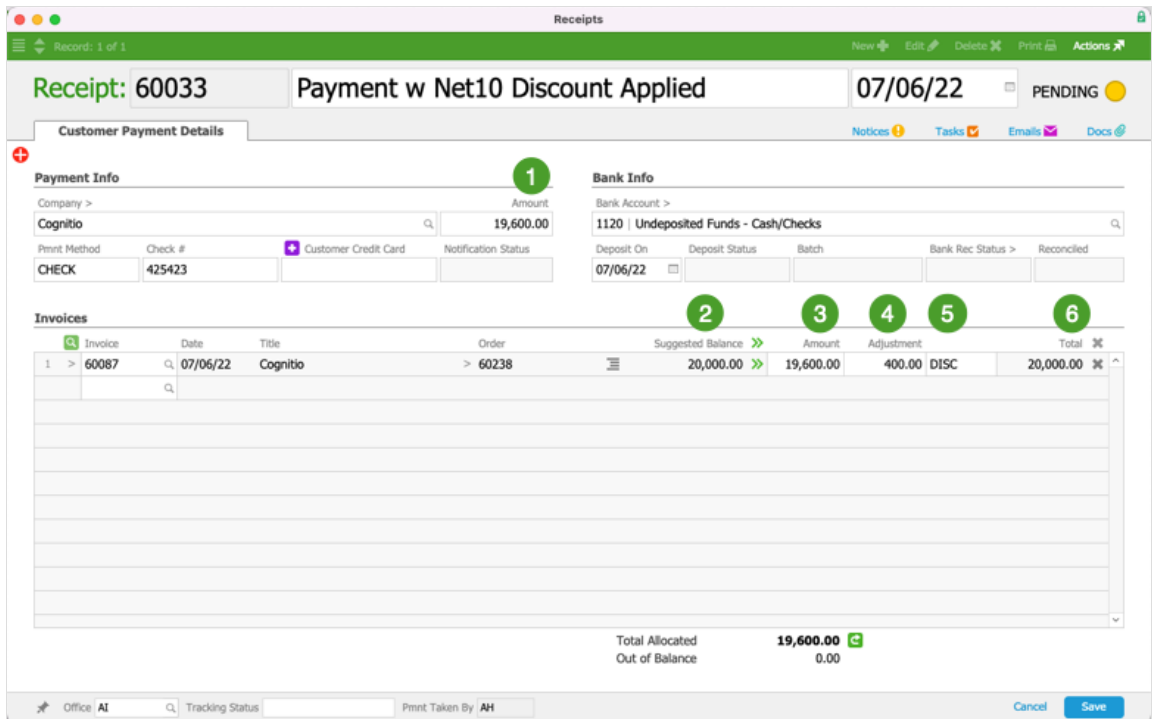 Receipts
Record: 1 of 1 New Edit Delete Print Actions
Receipt: 60033 Payment w Net10 Discount Applied 07/06/22 PENDING
Customer Payment Details Notices Tasks Emails Docs
Payment Info 1 Bank Info
Company > Amount Bank Account >
Cognitio 19,600.00 1120 Undeposited Funds - Cash/Checks
Pmnt Method Check # Customer Credit Card Notification Status Deposit On Deposit Status Batch Bank Rec Status > Reconciled
CHECK 425423 07/06/22
Invoices 2 3 4 5 6
Invoice Date Title Order Suggested Balance Amount Adjustment Total
1 > 60087 07/06/22 Cognitio > 60238 20,000.00 19,600.00 400.00 DISC 20,000.00
Total Allocated 19,600.00
Out of Balance 0.00
Office AI Tracking Status Pmnt Taken By AH Cancel Save